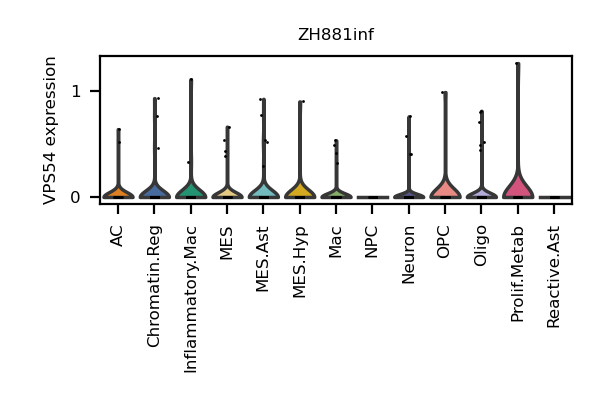 ZH881inf
VPS54 expression
1
0
AC
Chromatin.Reg
Inflammatory.Mac
MES
MES.Ast
MES.Hyp
Mac
NPC
Neuron
OPC
Oligo
Prolif.Metab
Reactive.Ast